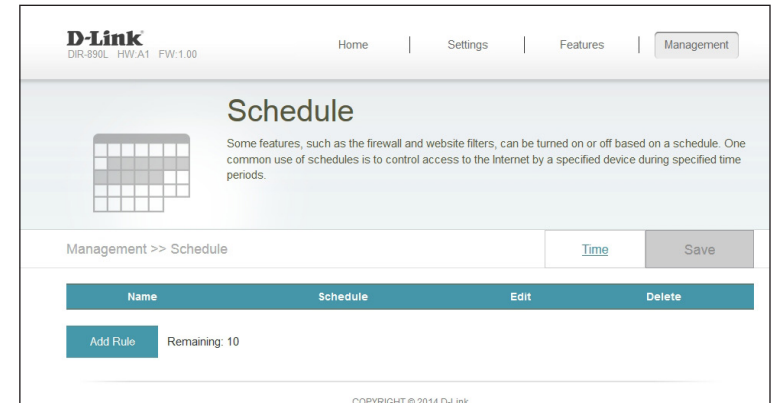 D-Link
DIR-890L HW:A1 FW:1.00
Home
Settings
Features
Management
Schedule
Some features, such as the firewall and website filters, can be turned on or off based on a schedule. One
common use of schedules is to control access to the Internet by a specified device during specified time
periods.
Management >> Schedule
Time
Save
Name
Schedule
Edit
Delete
Add Rule
Remaining: 10
COPYRIGHT © 2014 D-Link